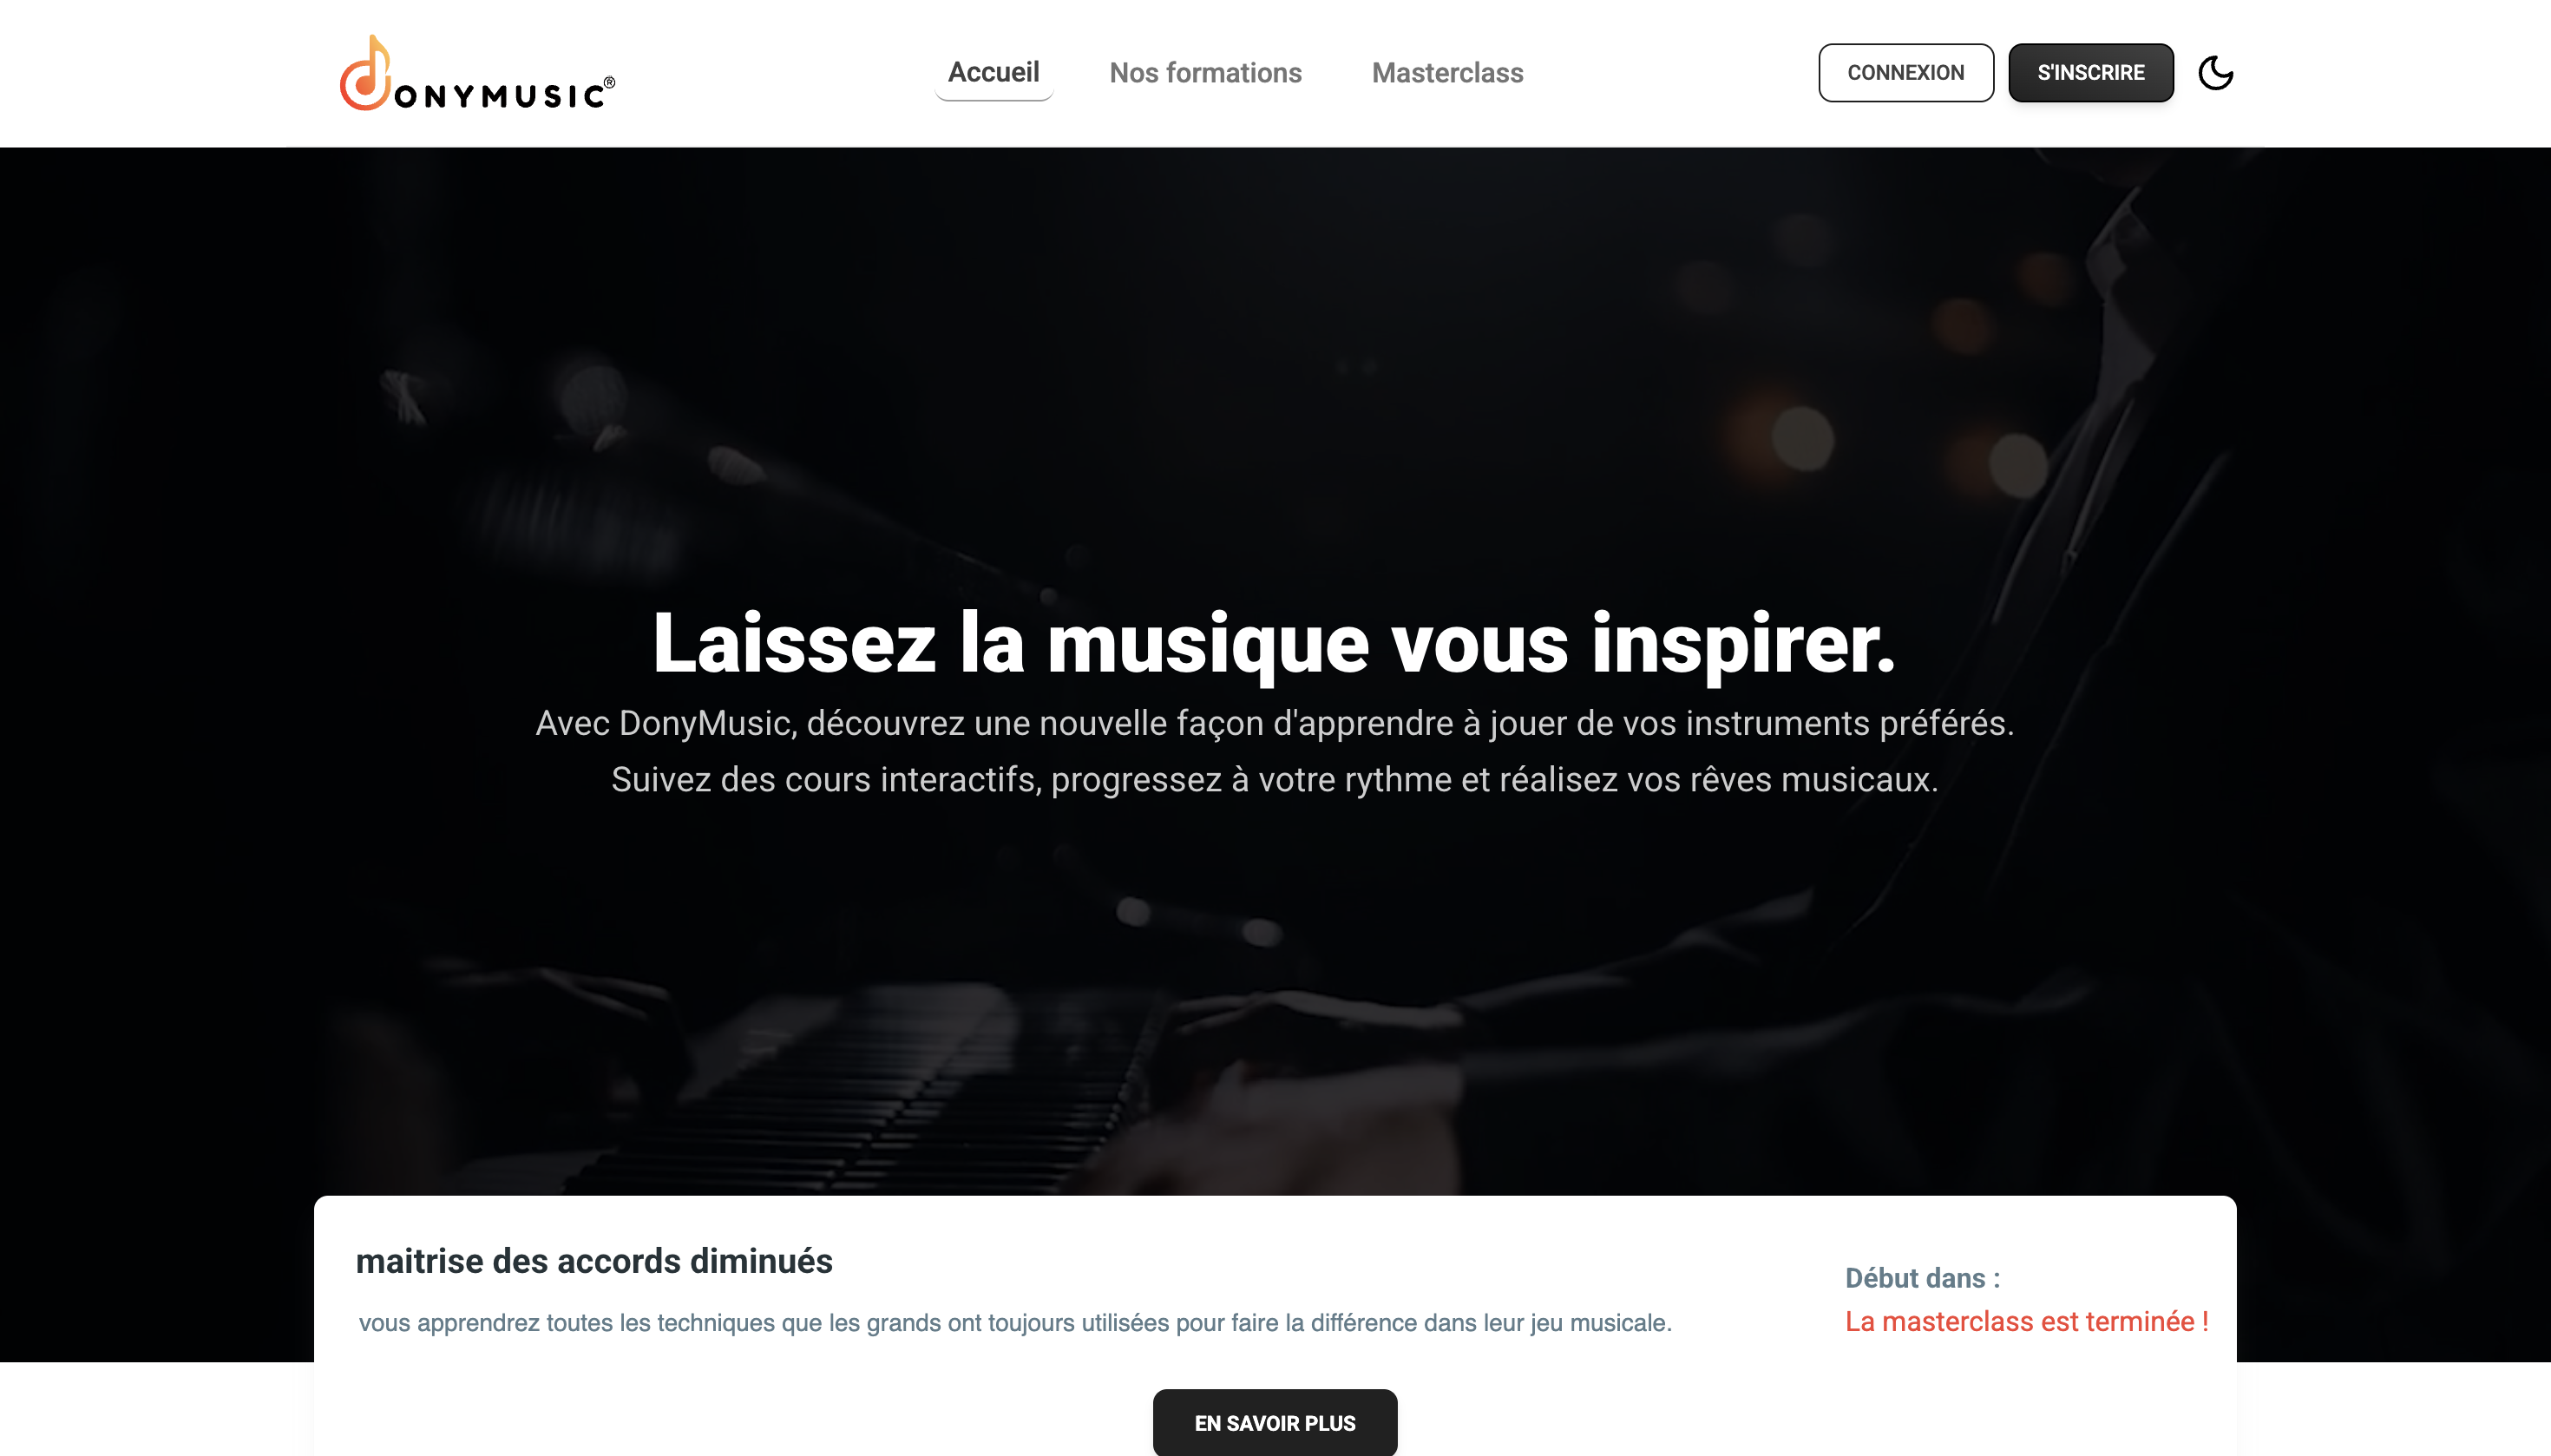 DONYMUSIC®
Accueil
Nos formations
Masterclass
CONNEXION
S'INSCRIRE
Laissez la musique vous inspirer.
Avec DonyMusic, découvrez une nouvelle façon d'apprendre à jouer de vos instruments préférés.
Suivez des cours interactifs, progressez à votre rythme et réalisez vos rêves musicaux.
maitrise des accords diminués
vous apprendrez toutes les techniques que les grands ont toujours utilisées pour faire la différence dans leur jeu musicale.
Début dans :
La masterclass est terminée !
EN SAVOIR PLUS